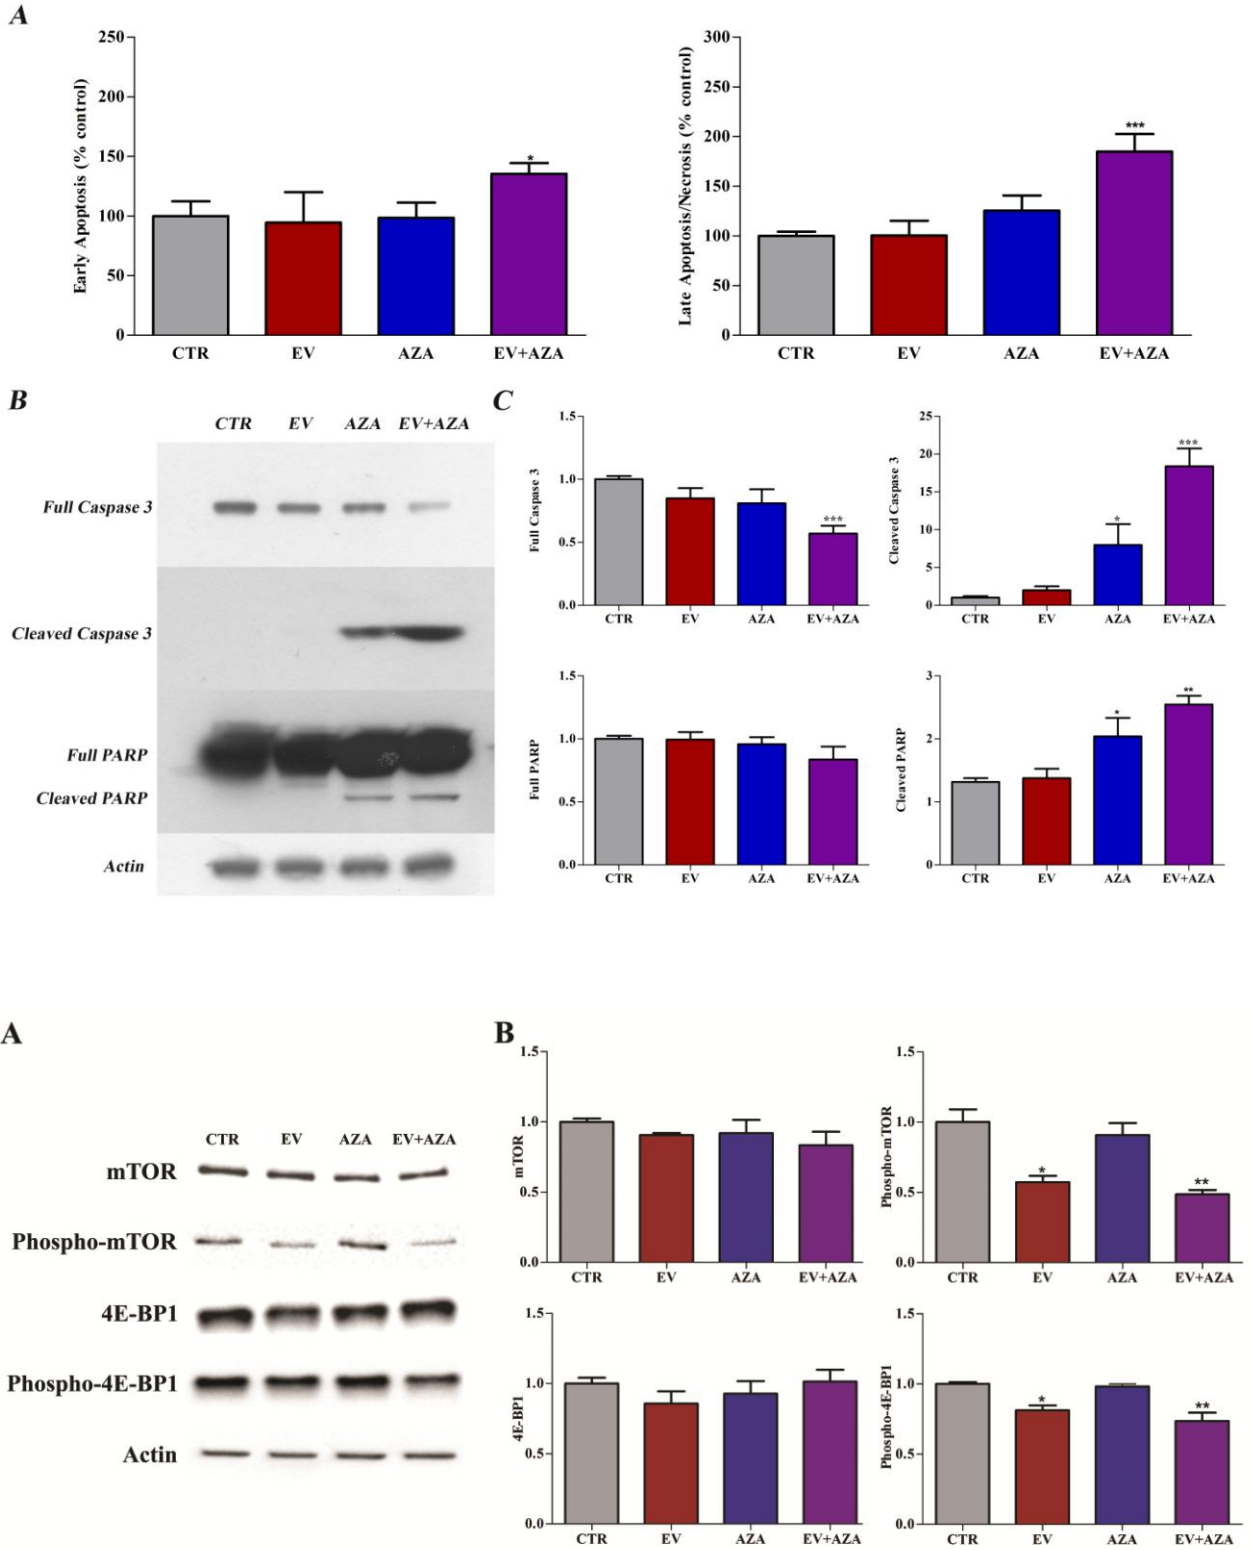 A
Early Apoptosis (% control)
250
200
150
100
50
0
*
CTR EV AZA EV+AZA
Late Apoptosis/Necrosis (% control)
300
200
150
100
50
0
***
CTR EV AZA EV+AZA
B
CTR EV AZA EV+AZA
Full Caspase 3
Cleaved Caspase 3
Full PARP
Cleaved PARP
Actin
C
Full Caspase 3
1.5
1.0
0.5
0.0
***
CTR EV AZA EV+AZA
Cleaved Caspase 3
25
20
15
10
5
0
*
***
CTR EV AZA EV+AZA
Full PARP
1.5
1.0
0.5
0.0
CTR EV AZA EV+AZA
Cleaved PARP
3
2
1
0
*
**
CTR EV AZA EV+AZA
A
CTR EV AZA EV+AZA
mTOR
Phospho-mTOR
4E-BP1
Phospho-4E-BP1
Actin
B
mTOR
1.5
1.0
0.5
0.0
CTR EV AZA EV+AZA
Phospho-mTOR
1.5
1.0
0.5
0.0
*
**
CTR EV AZA EV+AZA
4E-BP1
1.5
1.0
0.5
0.0
CTR EV AZA EV+AZA
Phospho-4E-BP1
1.5
1.0
0.5
0.0
*
**
CTR EV AZA EV+AZA